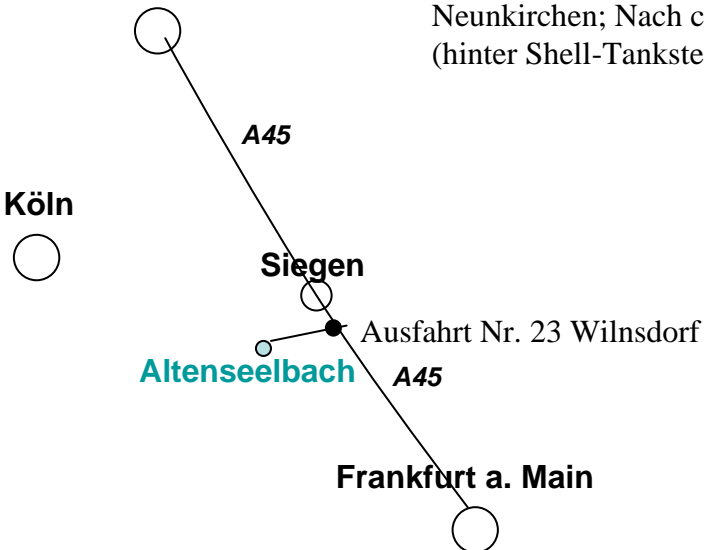 Neunkirchen; Nach c
(hinter Shell-Tankste
A45
Köln
Siegen
Ausfahrt Nr. 23 Wilnsdorf
Altenseelbach
A45
Frankfurt a. Main